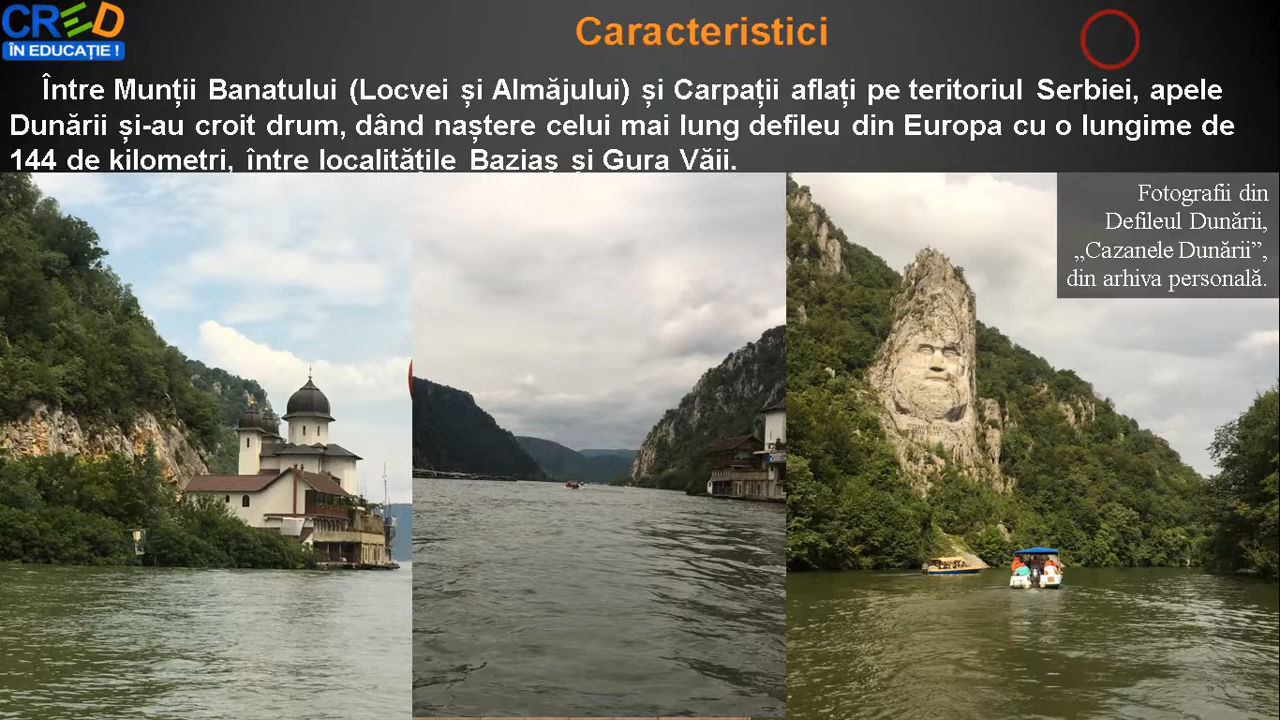 CRED
ÎN EDUCAȚIE !
Caracteristici
Între Munții Banatului (Locvei și Almăjului) și Carpații aflați pe teritoriul Serbiei, apele
Dunării și-au croit drum, dând naștere celui mai lung defileu din Europa cu o lungime de
144 de kilometri, între localitățile Baziaș și Gura Văii.
Fotografii din
Defileul Dunării,
„Cazanele Dunării”,
din arhiva personală.